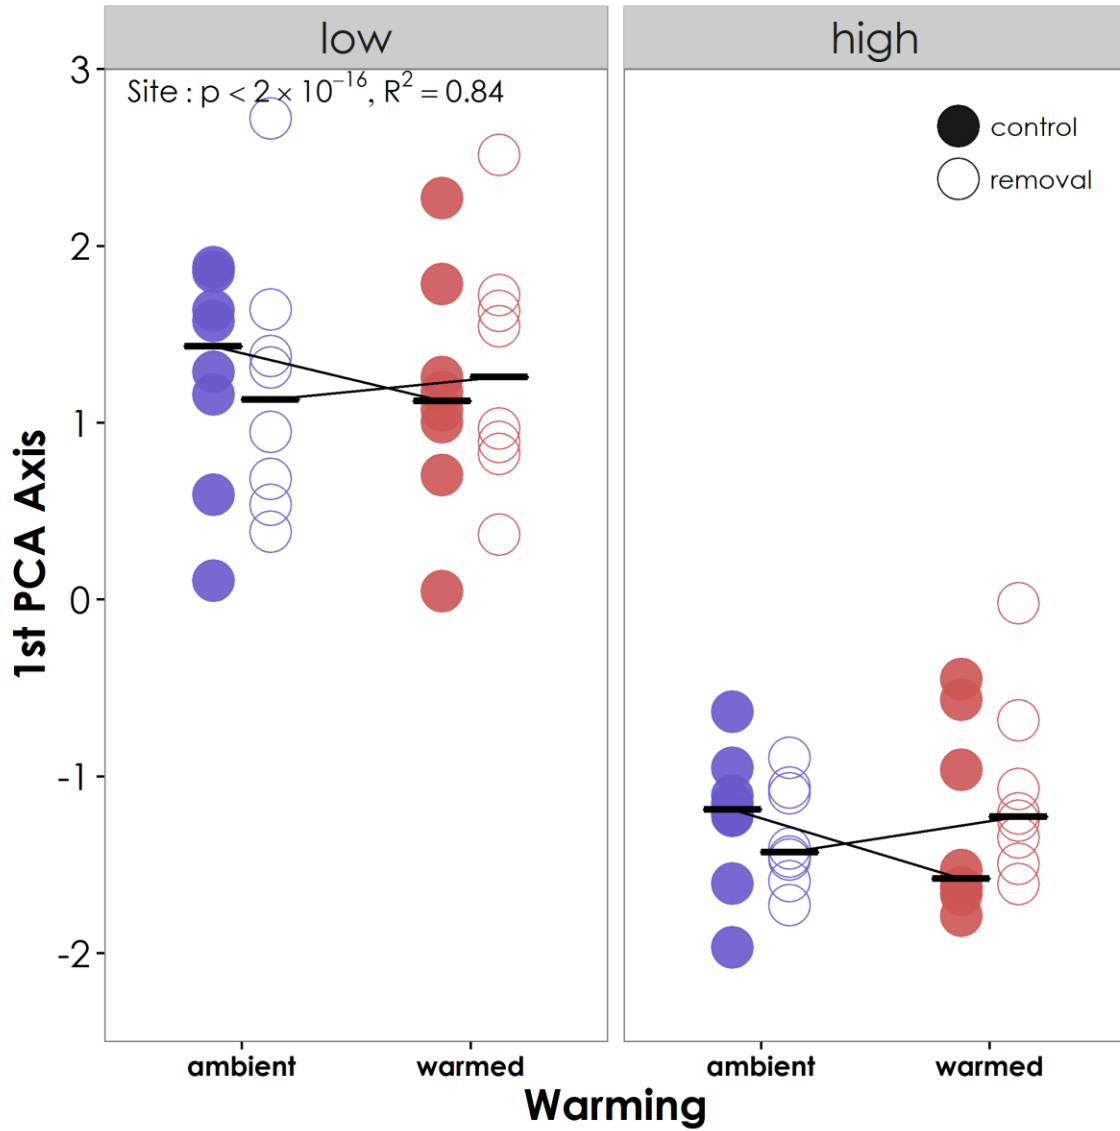 low
high
Site : p < 2 × 10⁻¹⁶, R² = 0.84
control
removal
3
2
1
0
-1
-2
1st PCA Axis
ambient
warmed
ambient
warmed
Warming